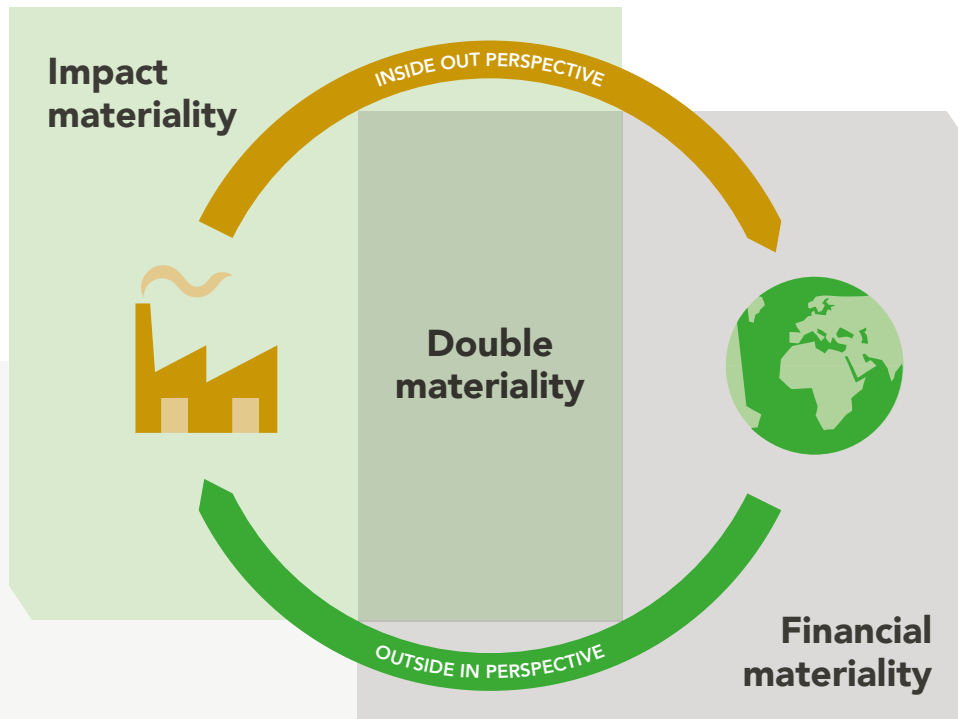 Impact
materiality
INSIDE OUT PERSPECTIVE
Double
materiality
OUTSIDE IN PERSPECTIVE
Financial
materiality